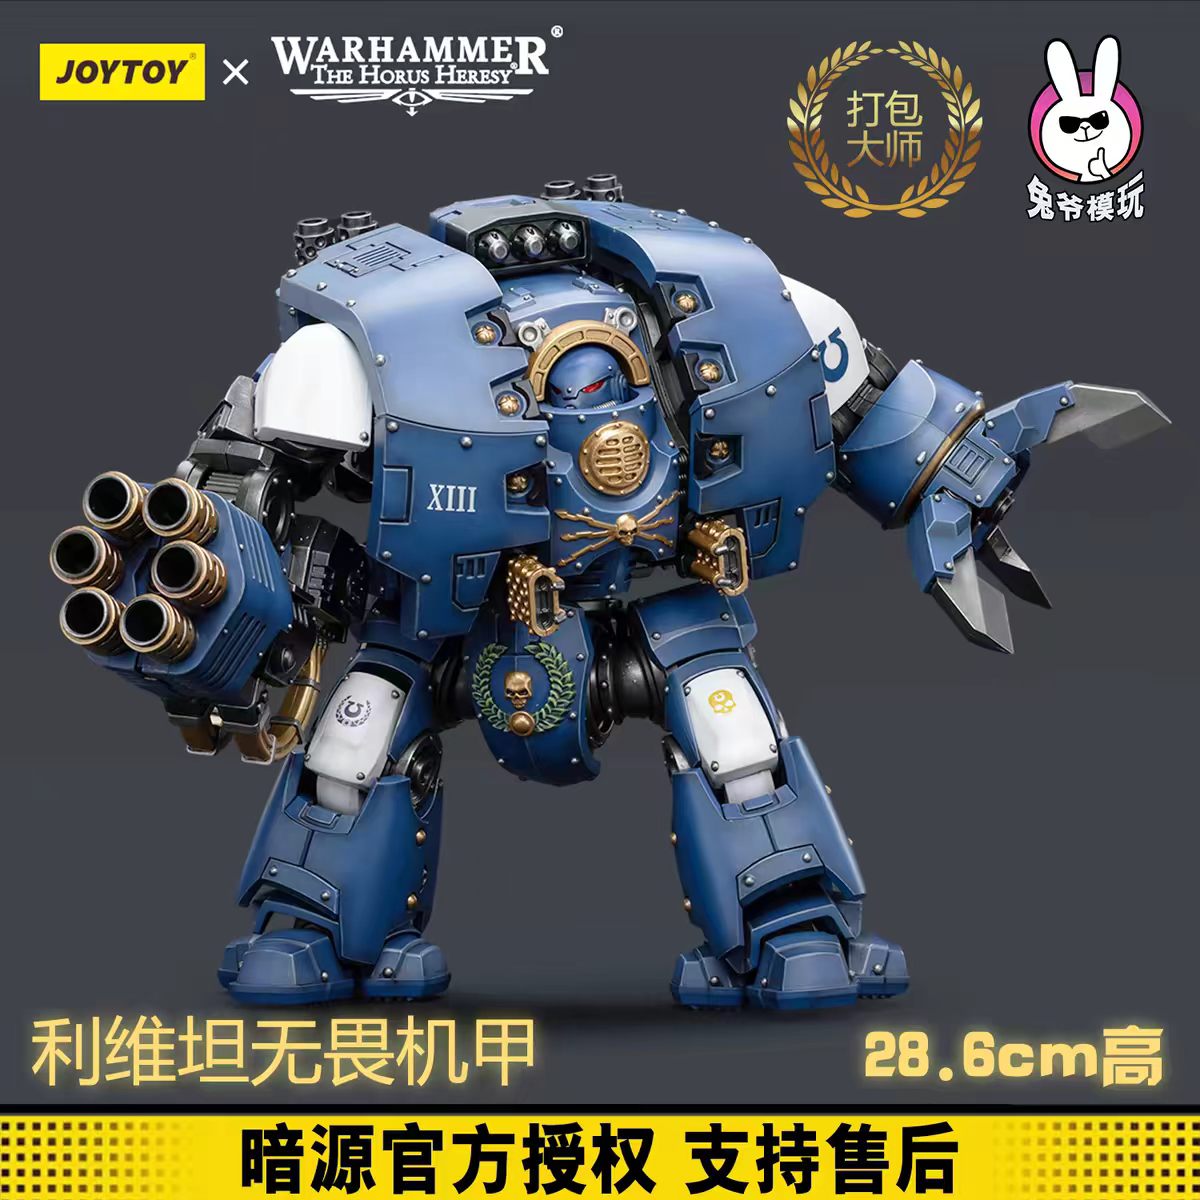 JOYTOY® × WARHAMMER®
THE HORUS HERESY®
打包
大师
兔爷模玩
XIII
利维坦无畏机甲
28.6cm高
暗源官方授权 支持售后